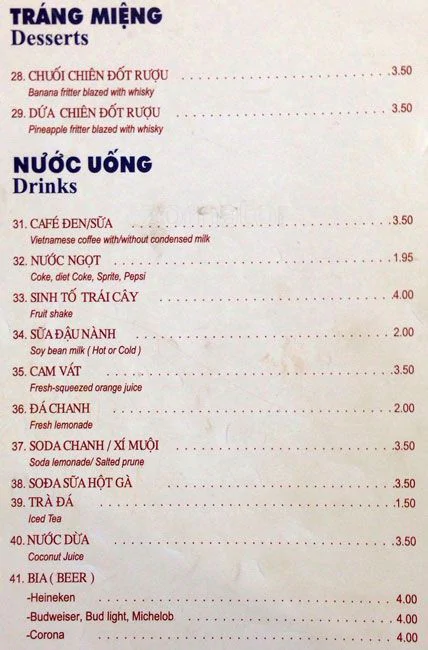 TRÁNG MIỆNG
Desserts
28. CHUỐI CHIÊN ĐỐT RƯỢU . . . . . . . . . . . . . . . . . . . . . . . . 3.50
Banana fritter blazed with whisky
29. DỨA CHIÊN ĐỐT RƯỢU . . . . . . . . . . . . . . . . . . . . . . . . 3.50
Pineapple fritter blazed with whisky
NƯỚC UỐNG
Drinks
31. CAFÉ ĐEN/SỮA . . . . . . . . . . . . . . . . . . . . . . . . 3.50
Vietnamese coffee with/without condensed milk
32. NƯỚC NGỌT . . . . . . . . . . . . . . . . . . . . . . . . 1.95
Coke, diet Coke, Sprite, Pepsi
33. SINH TỐ TRÁI CÂY . . . . . . . . . . . . . . . . . . . . . . . . 4.00
Fruit shake
34. SỮA ĐẬU NÀNH . . . . . . . . . . . . . . . . . . . . . . . . 2.00
Soy bean milk ( Hot or Cold )
35. CAM VÁT . . . . . . . . . . . . . . . . . . . . . . . . 3.50
Fresh-squeezed orange juice
36. ĐÁ CHANH . . . . . . . . . . . . . . . . . . . . . . . . 2.00
Fresh lemonade
37. SODA CHANH / XÍ MUỘI . . . . . . . . . . . . . . . . . . . . . . . . 3.50
Soda lemonade/ Salted prune
38. SOĐA SỮA HỘT GÀ . . . . . . . . . . . . . . . . . . . . . . . . 3.50
39. TRÀ ĐÁ . . . . . . . . . . . . . . . . . . . . . . . . 1.50
Iced Tea
40. NƯỚC DỪA . . . . . . . . . . . . . . . . . . . . . . . . 3.50
Coconut Juice
41. BIA ( BEER )
-Heineken . . . . . . . . . . . . . . . . . . . . . . . . 4.00
-Budweiser, Bud light, Michelob . . . . . . . . . . . . . . . . . . . . . . . . 4.00
-Corona . . . . . . . . . . . . . . . . . . . . . . . . 4.00